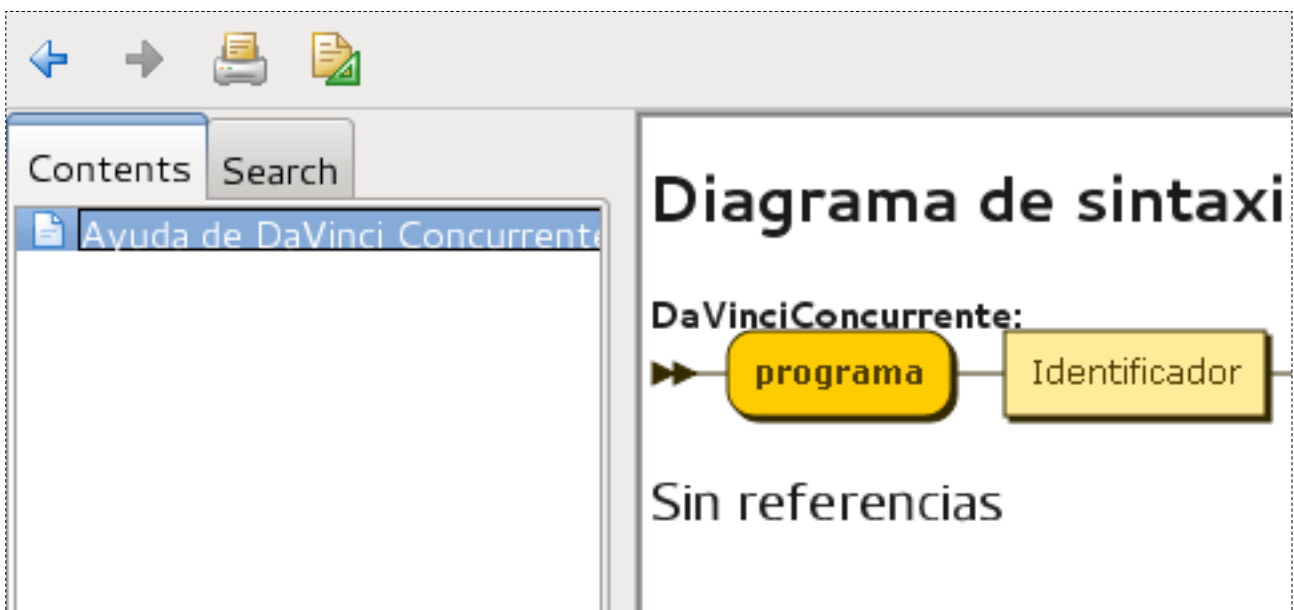 Contents Search
Ayuda de DaVinci Concurrente
Diagrama de sintaxi
DaVinciConcurrente:
programa Identificador
Sin referencias